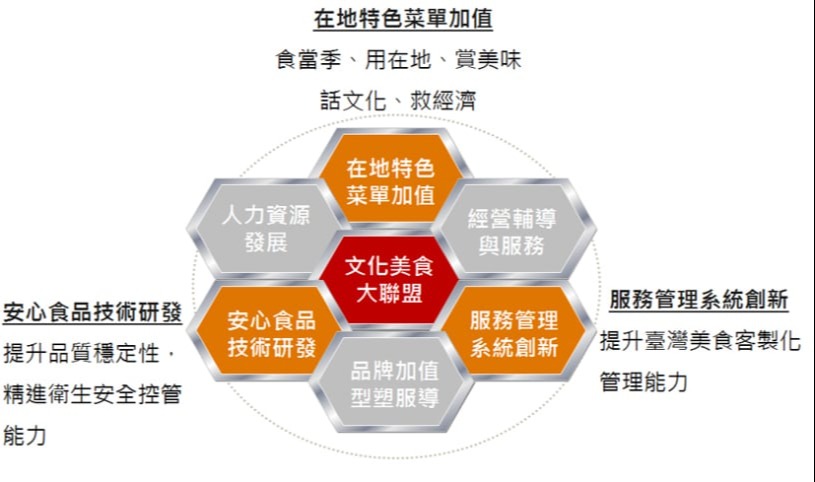 在地特色菜單加值
食當季、用在地、賞美味
話文化、救經濟
在地特色
菜單加值
人力資源
發展
經營輔導
與服務
文化美食
大聯盟
安心食品技術研發
提升品質穩定性，
精進衛生安全控管
能力
安心食品
技術研發
服務管理
系統創新
服務管理系統創新
提升臺灣美食客製化
管理能力
品牌加值
型塑服導